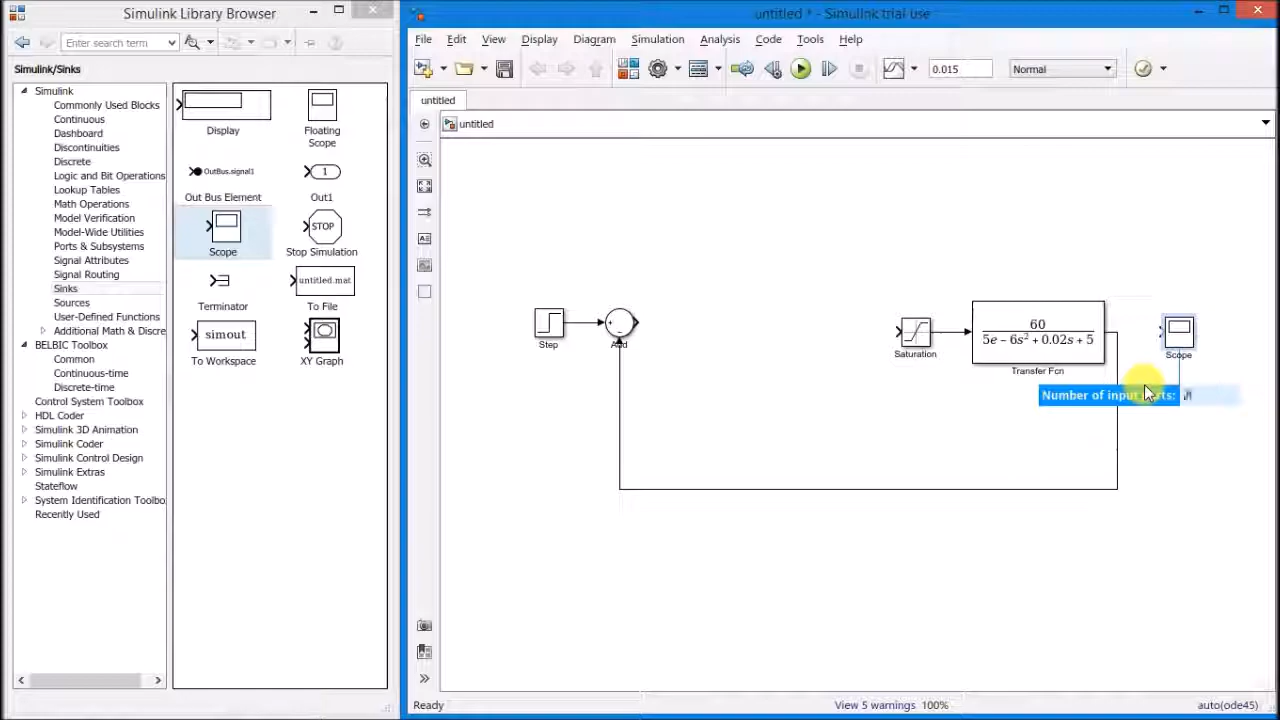 Simulink Library Browser
Enter search term
Simulink/Sinks
Simulink
Commonly Used Blocks
Continuous
Dashboard
Discontinuities
Discrete
Logic and Bit Operations
Lookup Tables
Math Operations
Model Verification
Model-Wide Utilities
Ports & Subsystems
Signal Attributes
Signal Routing
Sinks
Sources
User-Defined Functions
Additional Math & Discre
BELBIC Toolbox
Common
Continuous-time
Discrete-time
Control System Toolbox
HDL Coder
Simulink 3D Animation
Simulink Coder
Simulink Control Design
Simulink Extras
Stateflow
System Identification Toolbo
Recently Used
Display
Floating
Scope
OutBus.signal1
1
Out Bus Element
Out1
STOP
Scope
Stop Simulation
untitled.mat
Terminator
To File
simout
To Workspace
XY Graph
untitled * - Simulink trial use
File Edit View Display Diagram Simulation Analysis Code Tools Help
0.015
Normal
untitled
untitled
Step
Add
Saturation
60
5e − 6s² + 0.02s + 5
Transfer Fcn
Scope
Number of input
Ready
View 5 warnings 100%
auto(ode45)